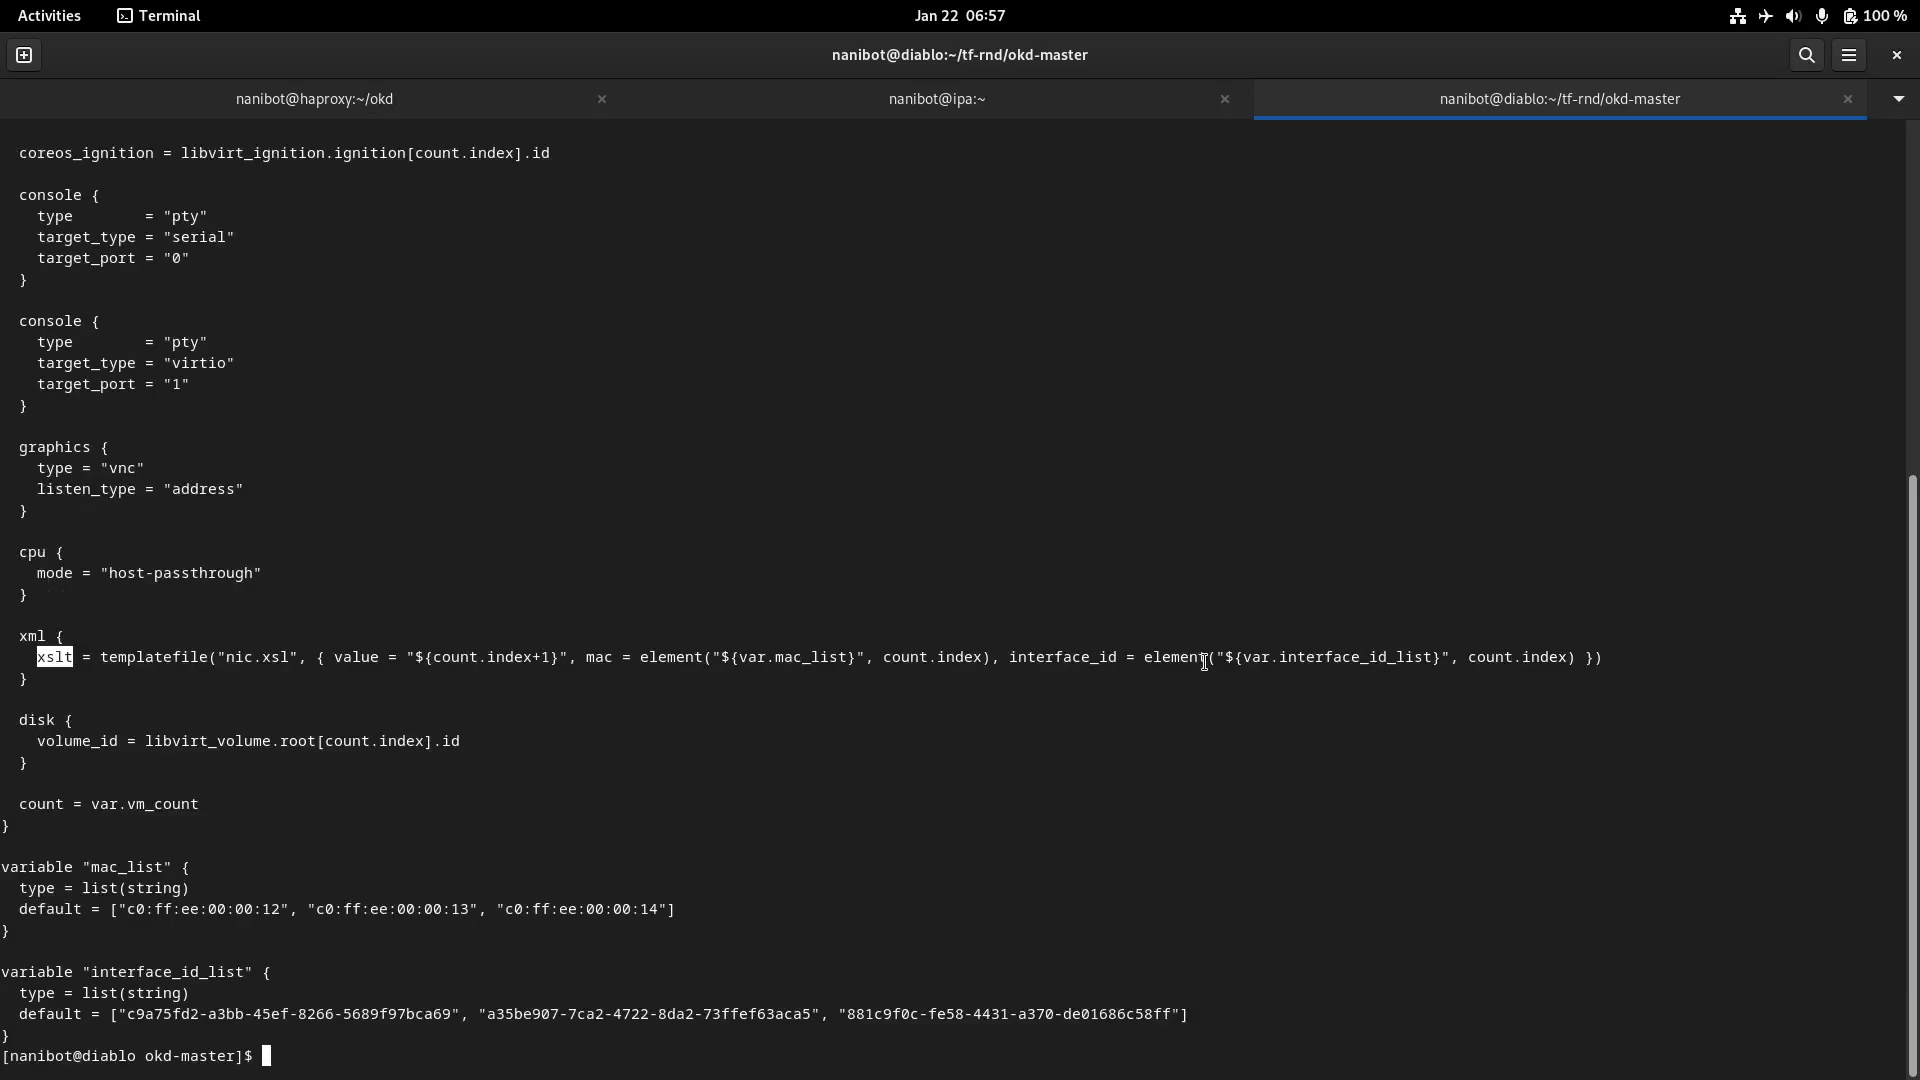 Activities Terminal Jan 22 06:57 100 %
nanibot@diablo:~/tf-rnd/okd-master
nanibot@haproxy:~/okd × nanibot@ipa:~ × nanibot@diablo:~/tf-rnd/okd-master ×
coreos_ignition = libvirt_ignition.ignition[count.index].id
console {
type = "pty"
target_type = "serial"
target_port = "0"
}
console {
type = "pty"
target_type = "virtio"
target_port = "1"
}
graphics {
type = "vnc"
listen_type = "address"
}
cpu {
mode = "host-passthrough"
}
xml {
xslt = templatefile("nic.xsl", { value = "${count.index+1}", mac = element("${var.mac_list}", count.index), interface_id = element("${var.interface_id_list}", count.index) })
}
disk {
volume_id = libvirt_volume.root[count.index].id
}
count = var.vm_count
}
variable "mac_list" {
type = list(string)
default = ["c0:ff:ee:00:00:12", "c0:ff:ee:00:00:13", "c0:ff:ee:00:00:14"]
}
variable "interface_id_list" {
type = list(string)
default = ["c9a75fd2-a3bb-45ef-8266-5689f97bca69", "a35be907-7ca2-4722-8da2-73ffef63aca5", "881c9f0c-fe58-4431-a370-de01686c58ff"]
}
[nanibot@diablo okd-master]$